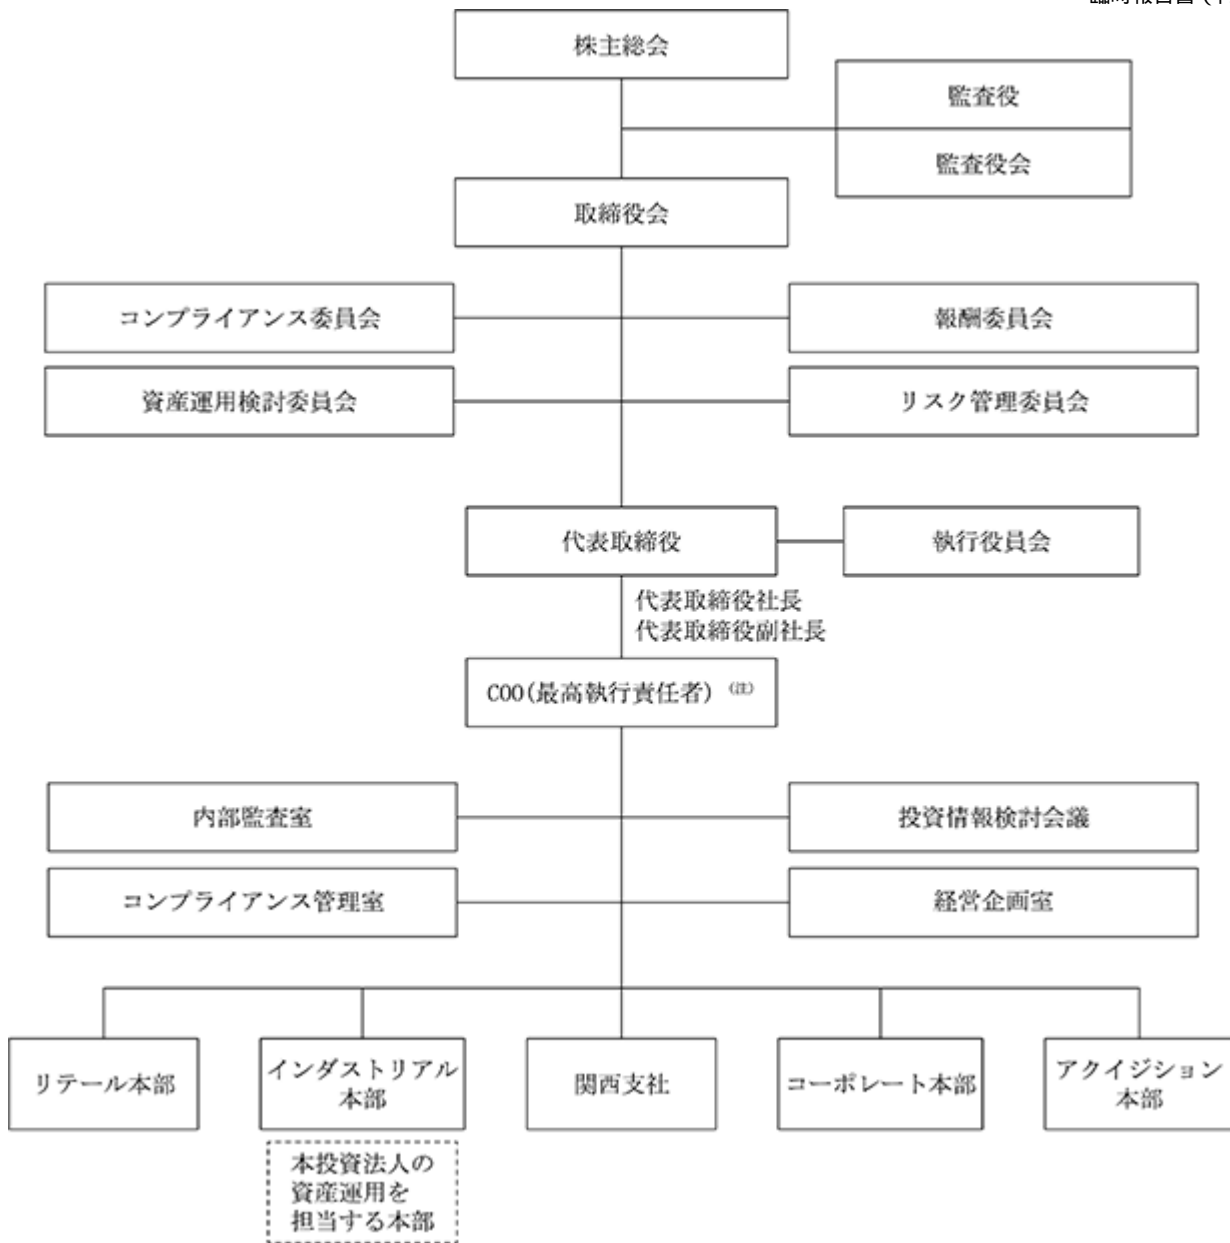 株主総会
監査役
監査役会
取締役会
コンプライアンス委員会
報酬委員会
資産運用検討委員会
リスク管理委員会
代表取締役
執行役員会
代表取締役社長
代表取締役副社長
COO(最高執行責任者) (注)
内部監査室
投資情報検討会議
コンプライアンス管理室
経営企画室
リテール本部
インダストリアル
本部
関西支社
コーポレート本部
アクイジション
本部
本投資法人の
資産運用を
担当する本部